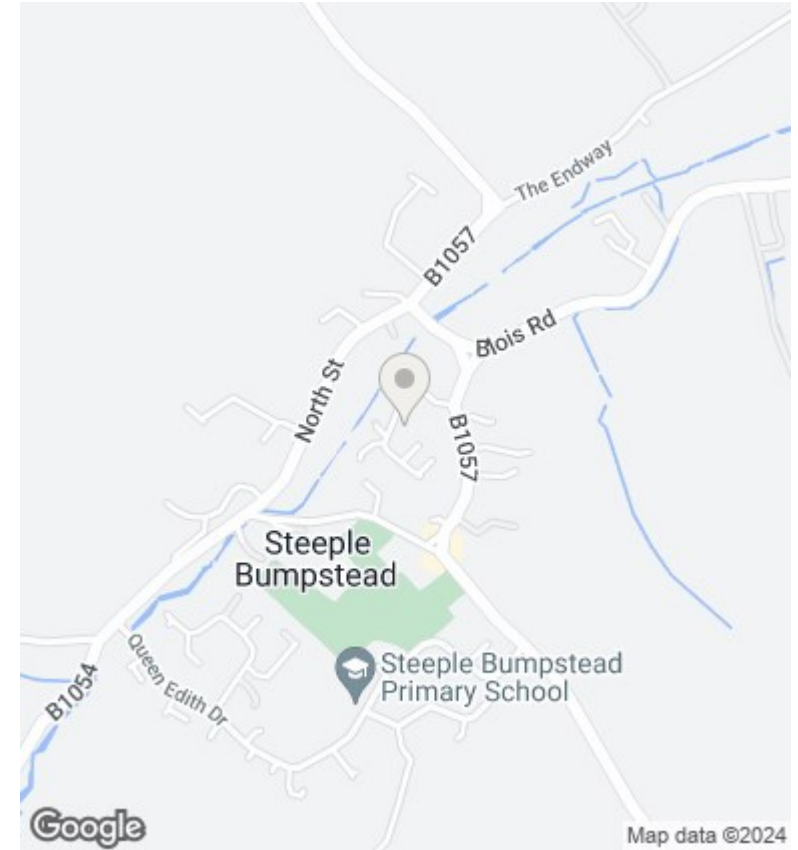 The Endway
B1057
Blois Rd
North St
B1057
Steeple
Bumpstead
Steeple Bumpstead
Primary School
Queen Edith Dr
B1054
Google
Map data ©2024